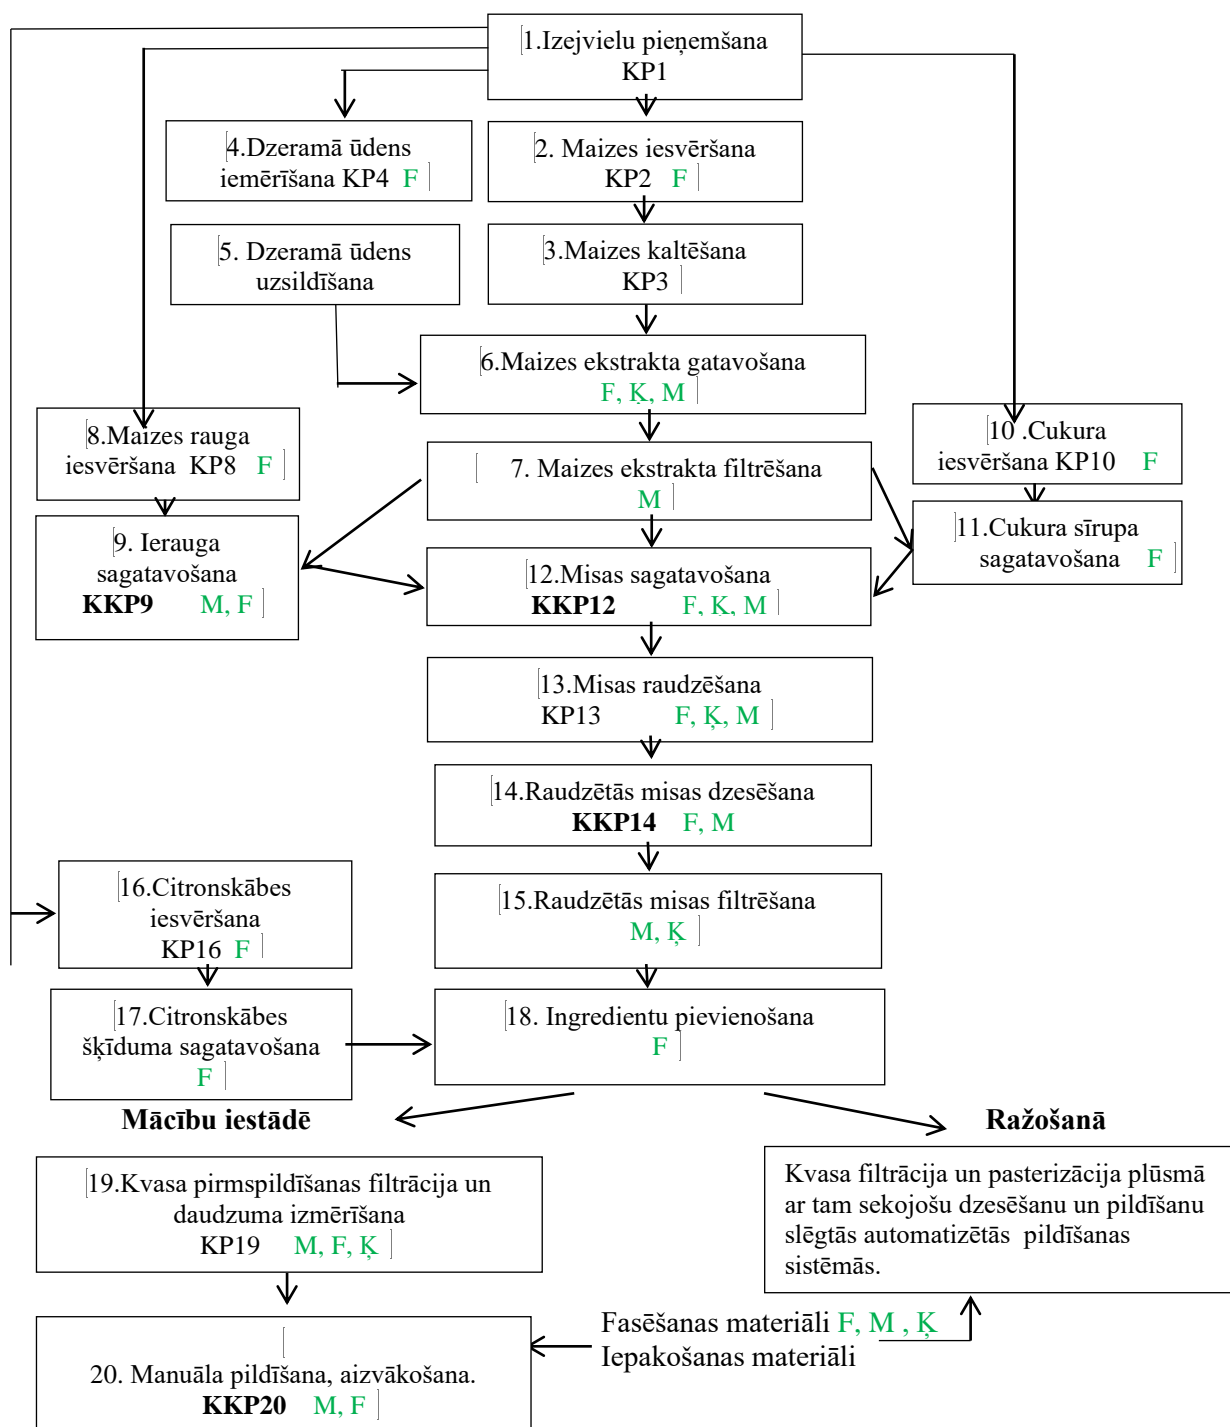 1.Izejvielu pieņemšana
KP1
4.Dzeramā ūdens
iemērīšana KP4 F
2. Maizes iesvēršana
KP2 F
5. Dzeramā ūdens
uzsildīšana
3.Maizes kaltēšana
KP3
6.Maizes ekstrakta gatavošana
F, Ķ, M
8.Maizes rauga
iesvēršana KP8 F
7. Maizes ekstrakta filtrēšana
M
10 .Cukura
iesvēršana KP10 F
9. Ierauga
sagatavošana
KKP9 M, F
12.Misas sagatavošana
KKP12 F, Ķ, M
11.Cukura sīrupa
sagatavošana F
13.Misas raudzēšana
KP13 F, Ķ, M
14.Raudzētās misas dzesēšana
KKP14 F, M
16.Citronskābes
iesvēršana
KP16 F
15.Raudzētās misas filtrēšana
M, Ķ
17.Citronskābes
šķīduma sagatavošana
F
18. Ingredientu pievienošana
F
Mācību iestādē
Ražošanā
19.Kvasa pirmspildīšanas filtrācija un
daudzuma izmērīšana
KP19 M, F, Ķ
Kvasa filtrācija un pasterizācija plūsmā
ar tam sekojošu dzesēšanu un pildīšanu
slēgtās automatizētās pildīšanas
sistēmās.
Fasēšanas materiāli F, M , Ķ
Iepakošanas materiāli
20. Manuāla pildīšana, aizvākošana.
KKP20 M, F